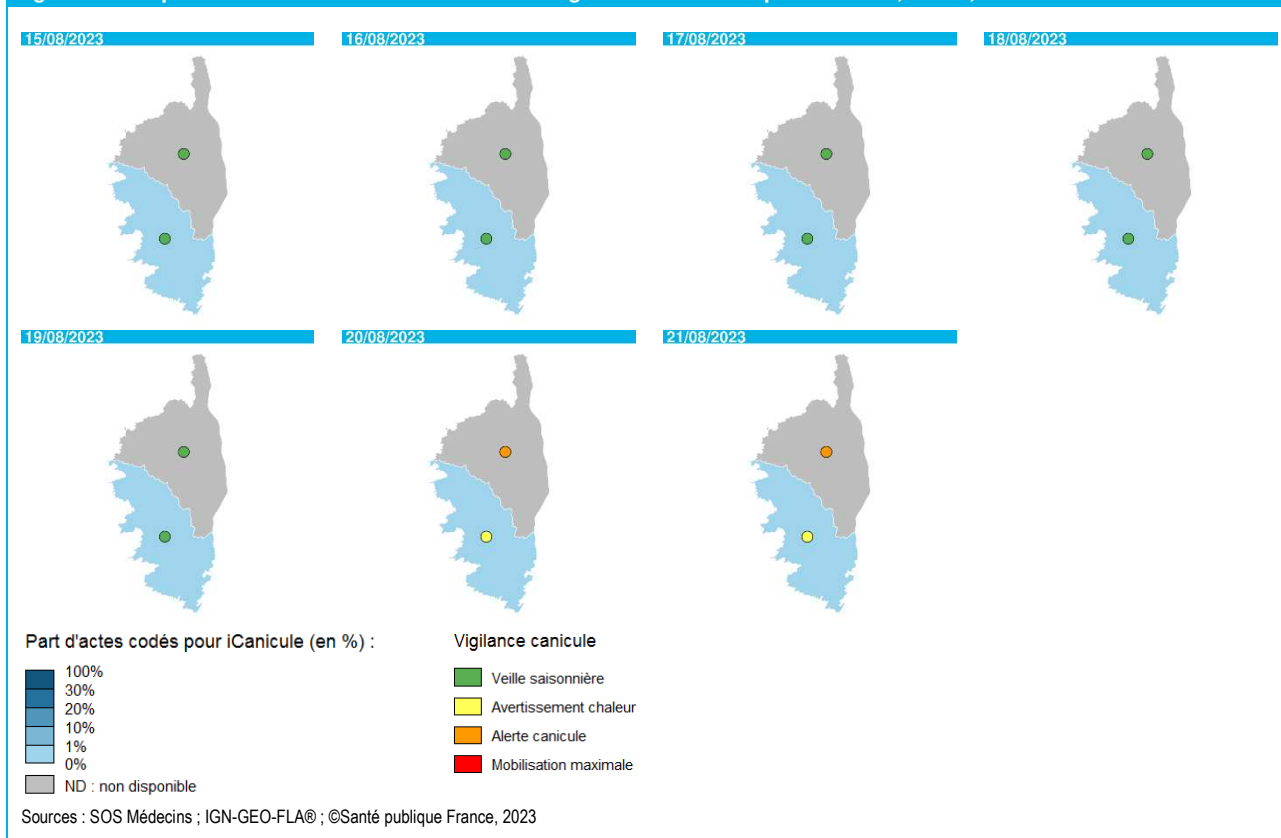 15/08/2023
16/08/2023
17/08/2023
18/08/2023
19/08/2023
20/08/2023
21/08/2023
Part d'actes codés pour iCanicule (en %) :
100%
30%
20%
10%
1%
0%
ND : non disponible
Vigilance canicule
Veille saisonnière
Avertissement chaleur
Alerte canicule
Mobilisation maximale
Sources : SOS Médecins ; IGN-GEO-FLA® ; ©Santé publique France, 2023